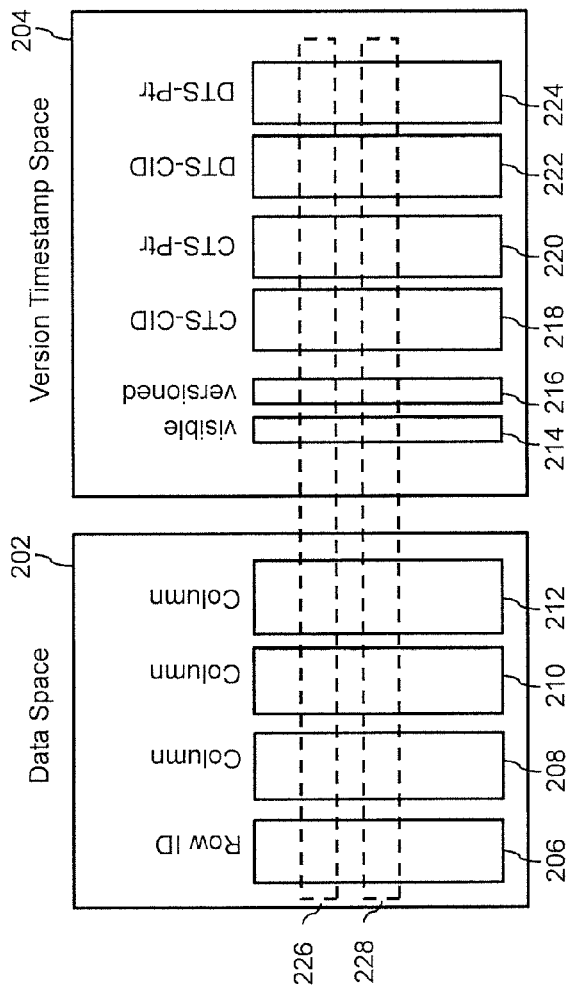 Data Space
202
Version Timestamp Space
204
Row ID
Column
Column
Column
visible
versioned
CTS-CID
CTS-Ptr
DTS-CID
DTS-Ptr
226
228
206
208
210
212
214
216
218
220
222
224